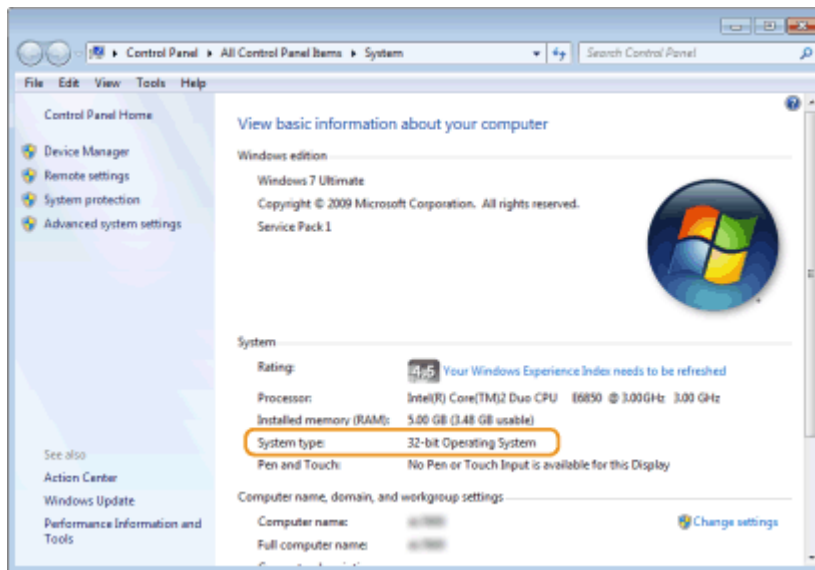 Control Panel ▸ All Control Panel Items ▸ System
Search Control Panel
File Edit View Tools Help
Control Panel Home
Device Manager
Remote settings
System protection
Advanced system settings
See also
Action Center
Windows Update
Performance Information and
Tools
View basic information about your computer
Windows edition
Windows 7 Ultimate
Copyright © 2009 Microsoft Corporation. All rights reserved.
Service Pack 1
System
Rating: 4,5 Your Windows Experience Index needs to be refreshed
Processor: Intel(R) Core(TM)2 Duo CPU E6850 @ 3.00GHz 3.00 GHz
Installed memory (RAM): 5.00 GB (3.48 GB usable)
System type: 32-bit Operating System
Pen and Touch: No Pen or Touch Input is available for this Display
Computer name, domain, and workgroup settings
Computer name: Change settings
Full computer name: